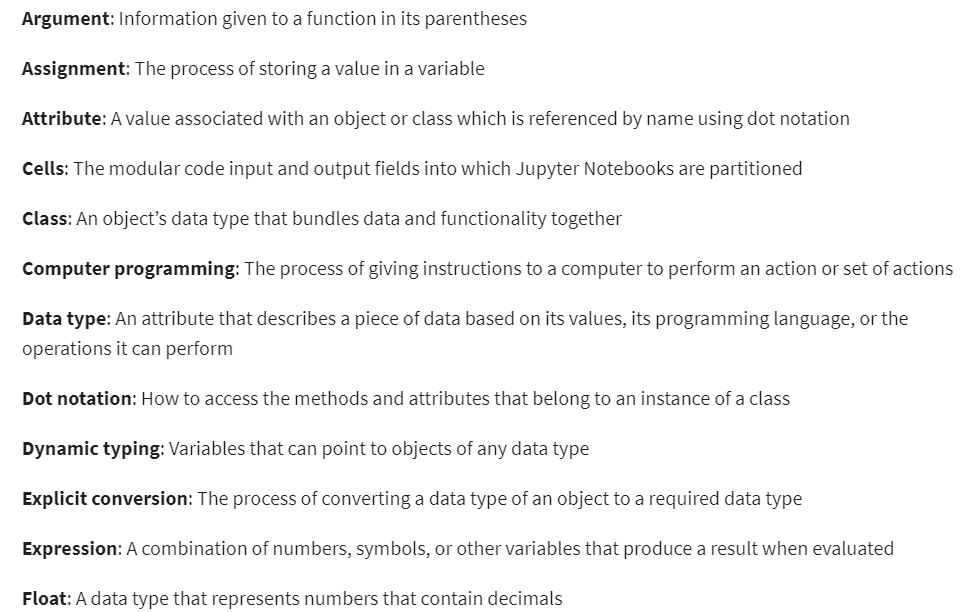 Argument: Information given to a function in its parentheses
Assignment: The process of storing a value in a variable
Attribute: A value associated with an object or class which is referenced by name using dot notation
Cells: The modular code input and output fields into which Jupyter Notebooks are partitioned
Class: An object’s data type that bundles data and functionality together
Computer programming: The process of giving instructions to a computer to perform an action or set of actions
Data type: An attribute that describes a piece of data based on its values, its programming language, or the
operations it can perform
Dot notation: How to access the methods and attributes that belong to an instance of a class
Dynamic typing: Variables that can point to objects of any data type
Explicit conversion: The process of converting a data type of an object to a required data type
Expression: A combination of numbers, symbols, or other variables that produce a result when evaluated
Float: A data type that represents numbers that contain decimals